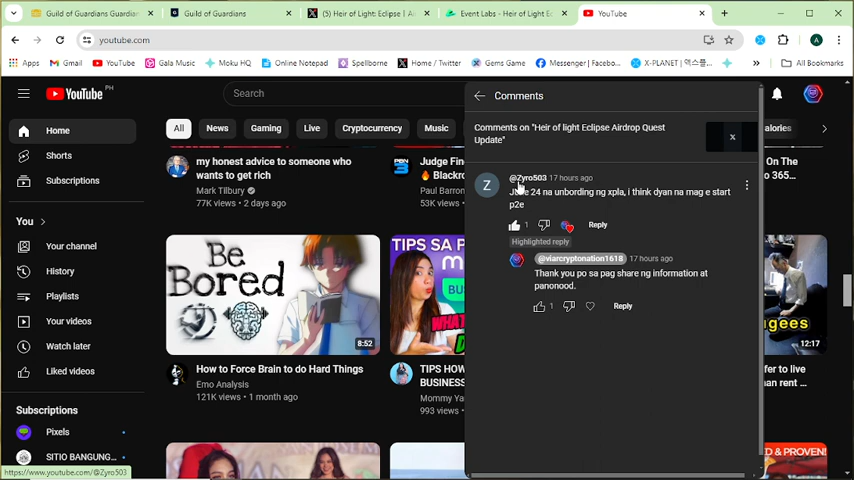 Guild of Guardians Guardian
Guild of Guardians
(5) Heir of Light: Eclipse | Ai
Event Labs - Heir of Light Ec
YouTube
youtube.com
Apps
Gmail
YouTube
Gala Music
Moku HQ
Online Notepad
Spellborne
Home / Twitter
Gems Game
Messenger | Facebo...
X-PLANET | 엑스플...
All Bookmarks
YouTube PH
Search
Home
Shorts
Subscriptions
You
Your channel
History
Playlists
Your videos
Watch later
Liked videos
Subscriptions
Pixels
SITIO BANGUNG...
https://www.youtube.com/@Zyro503
All
News
Gaming
Live
Cryptocurrency
Music
my honest advice to someone who
wants to get rich
Mark Tilbury
77K views • 2 days ago
Judge Fin
Blackro
Paul Barron
53K views
Be
Bored
8:52
How to Force Brain to do Hard Things
Emo Analysis
121K views • 1 month ago
TIPS SA P
BUS
TIPS HOW
BUSINESS
Mommy Ya
993 views
Comments
Comments on "Heir of light Eclipse Airdrop Quest
Update"
X
Z
@Zyro503 17 hours ago
24 na unbording ng xpla, i think dyan na mag e start
p2e
1
Reply
Highlighted reply
@viarcryptonation1618 17 hours ago
Thank you po sa pag share ng information at
panonood.
1
Reply
alories
On The
o 365...
gees
12:17
fer to live
an rent ...
& PROVEN!